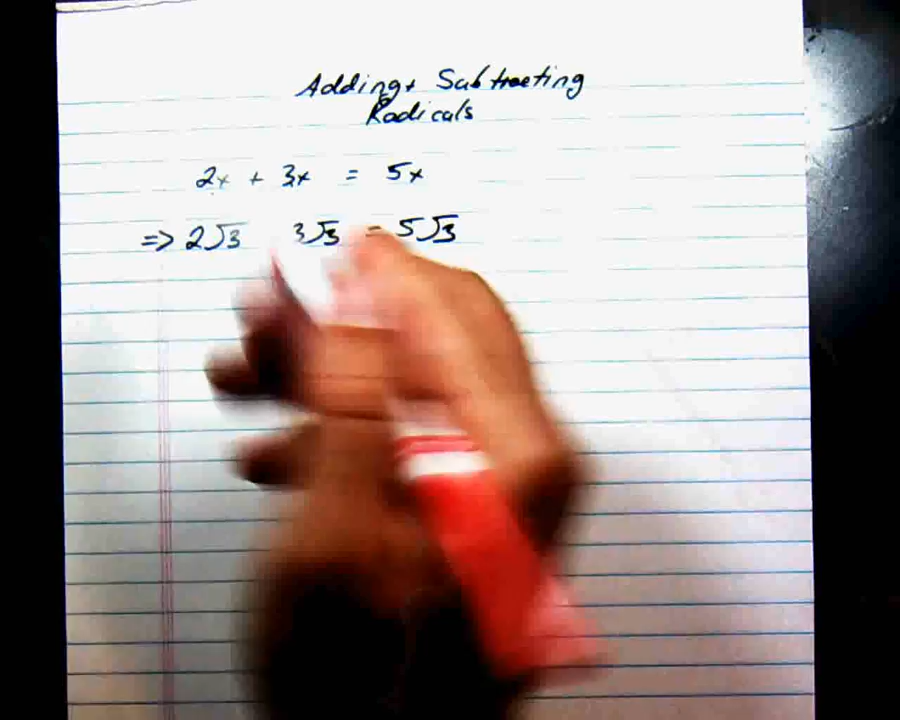 Adding + Subtracting
Radicals
2x + 3x = 5x
=> 2√3 3√3 = 5√3